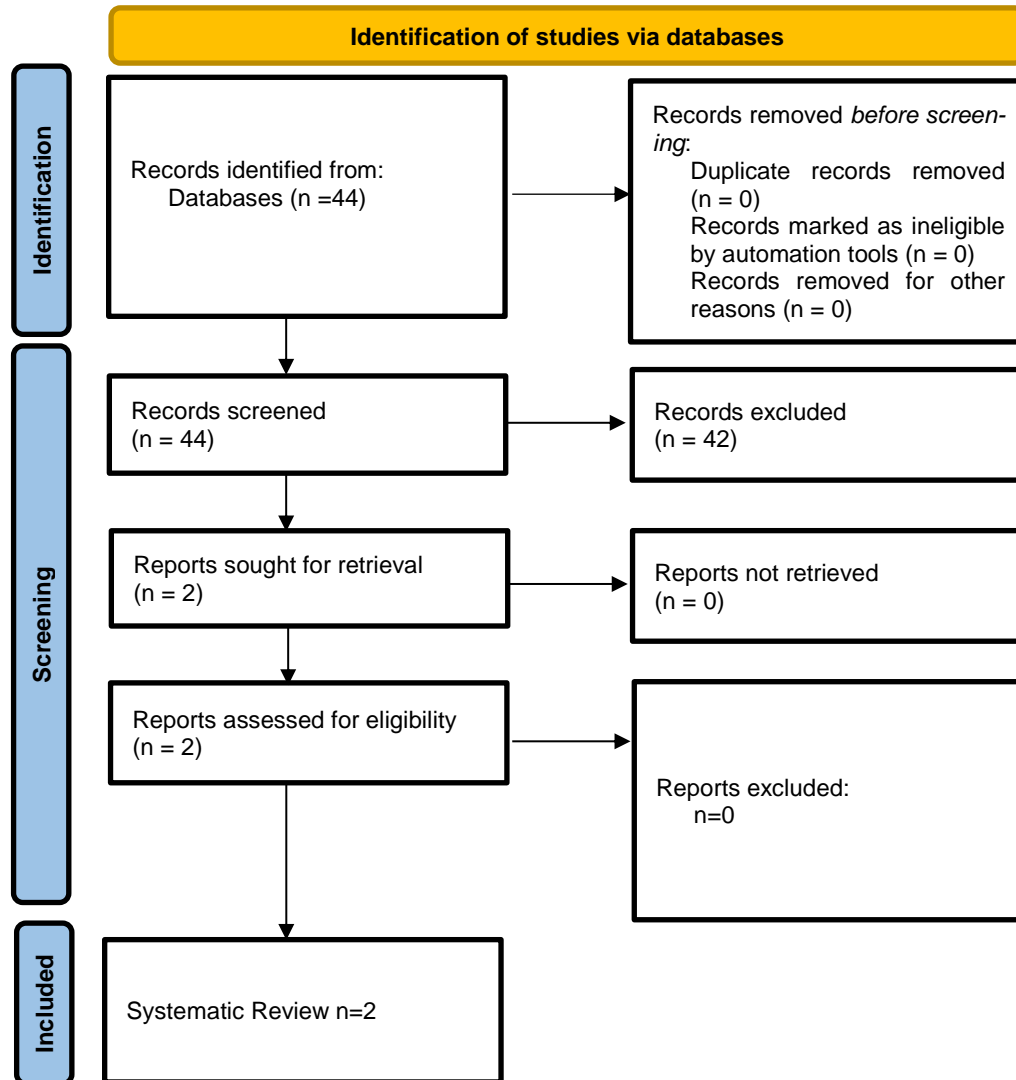 Identification of studies via databases
Identification
Records identified from:
Databases (n =44)
Records removed before screen-
ing:
Duplicate records removed
(n = 0)
Records marked as ineligible
by automation tools (n = 0)
Records removed for other
reasons (n = 0)
Screening
Records screened
(n = 44)
Records excluded
(n = 42)
Reports sought for retrieval
(n = 2)
Reports not retrieved
(n = 0)
Reports assessed for eligibility
(n = 2)
Reports excluded:
n=0
Included
Systematic Review n=2